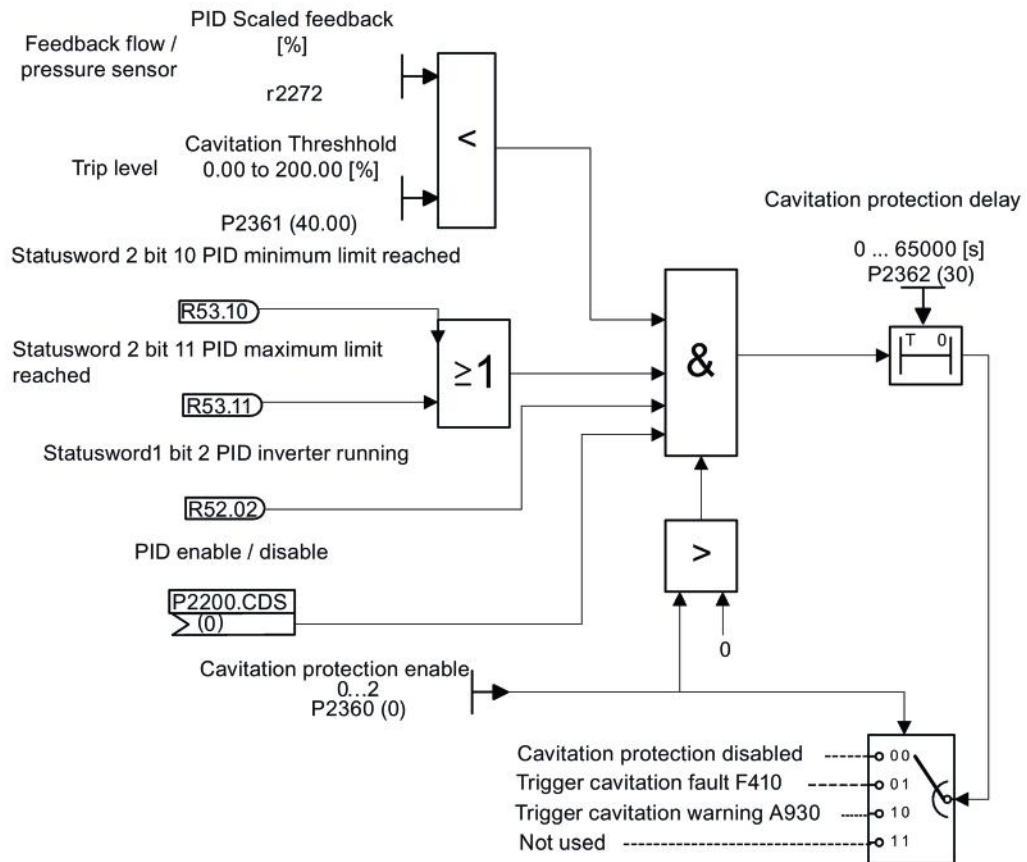 PID Scaled feedback
[%]
Feedback flow /
pressure sensor
r2272
<
Cavitation Threshhold
Trip level
0.00 to 200.00 [%]
P2361 (40.00)
Cavitation protection delay
0 ... 65000 [s]
P2362 (30)
T 0
Statusword 2 bit 10 PID minimum limit reached
R53.10
Statusword 2 bit 11 PID maximum limit
reached
≥1
&
R53.11
Statusword1 bit 2 PID inverter running
R52.02
PID enable / disable
>
P2200.CDS
(0)
0
Cavitation protection enable
0...2
P2360 (0)
Cavitation protection disabled
00
Trigger cavitation fault F410
01
Trigger cavitation warning A930
10
Not used
11